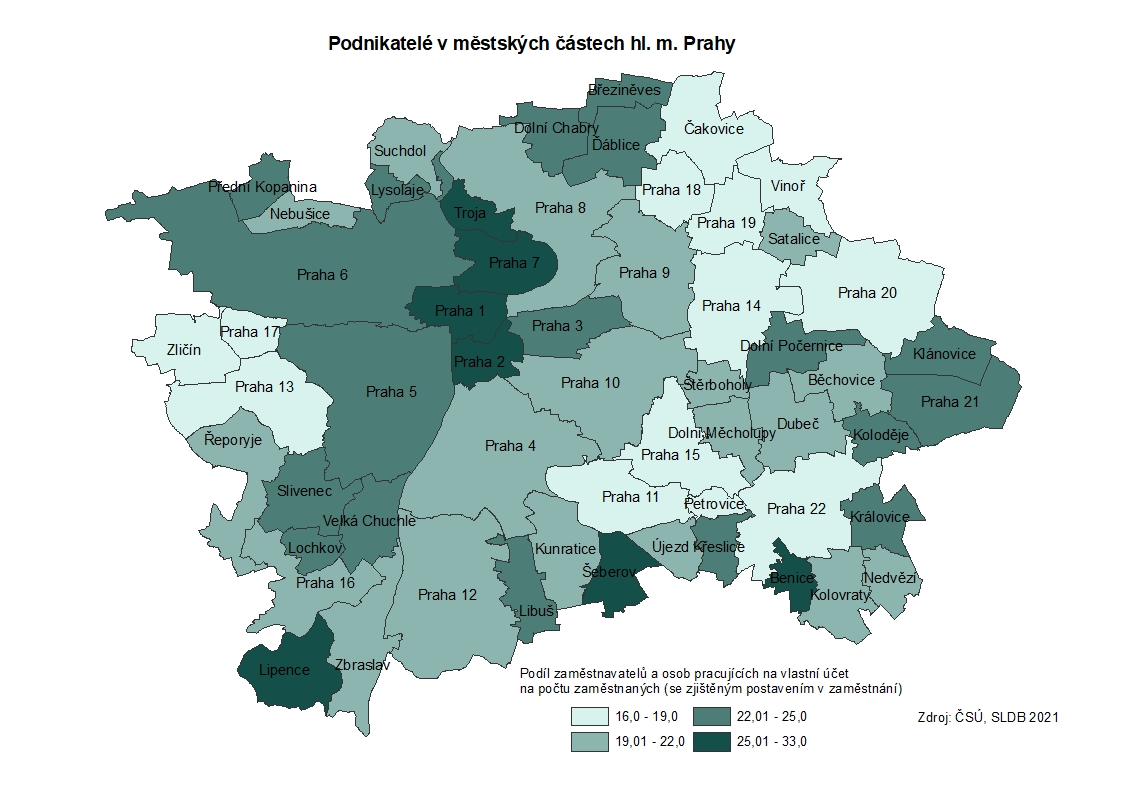 Podnikatelé v městských částech hl. m. Prahy
Březiněves
Dolní Chabry
Čakovice
Ďáblice
Suchdol
Přední Kopanina
Lysolaje
Praha 18
Vinoř
Nebušice
Troja
Praha 8
Praha 19
Satalice
Praha 6
Praha 7
Praha 9
Praha 20
Praha 1
Praha 14
Praha 17
Praha 3
Zličín
Praha 2
Dolní Počernice
Klánovice
Praha 13
Praha 5
Praha 10
Štěrboholy
Běchovice
Praha 21
Řeporyje
Praha 4
Dolní Měcholupy
Dubeč
Koloděje
Praha 15
Slivenec
Praha 11
Petrovice
Praha 22
Královice
Velká Chuchle
Lochkov
Kunratice
Újezd
Křeslice
Šeberov
Benice
Nedvězí
Praha 16
Praha 12
Libuš
Kolovraty
Lipence
Zbraslav
Podíl zaměstnavatelů a osob pracujících na vlastní účet
na počtu zaměstnaných (se zjištěným postavením v zaměstnání)
16,0 - 19,0
22,01 - 25,0
19,01 - 22,0
25,01 - 33,0
Zdroj: ČSÚ, SLDB 2021